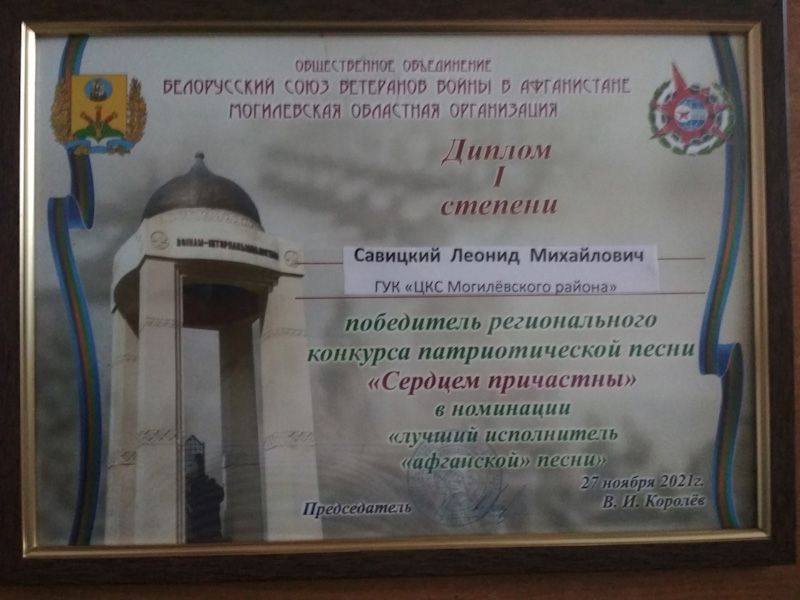 ОБЩЕСТВЕННОЕ ОБЪЕДИНЕНИЕ
БЕЛОРУССКИЙ СОЮЗ ВЕТЕРАНОВ ВОЙНЫ В АФГАНИСТАНЕ
МОГИЛЕВСКАЯ ОБЛАСТНАЯ ОРГАНИЗАЦИЯ
Диплом
I
степени
Савицкий Леонид Михайлович
ГУК «ЦКС Могилёвского района»
победитель регионального
конкурса патриотической песни
«Сердцем причастны»
в номинации
«лучший исполнитель
«афганской» песни»
27 ноября 2021г.
Председатель
В. И. Королёв